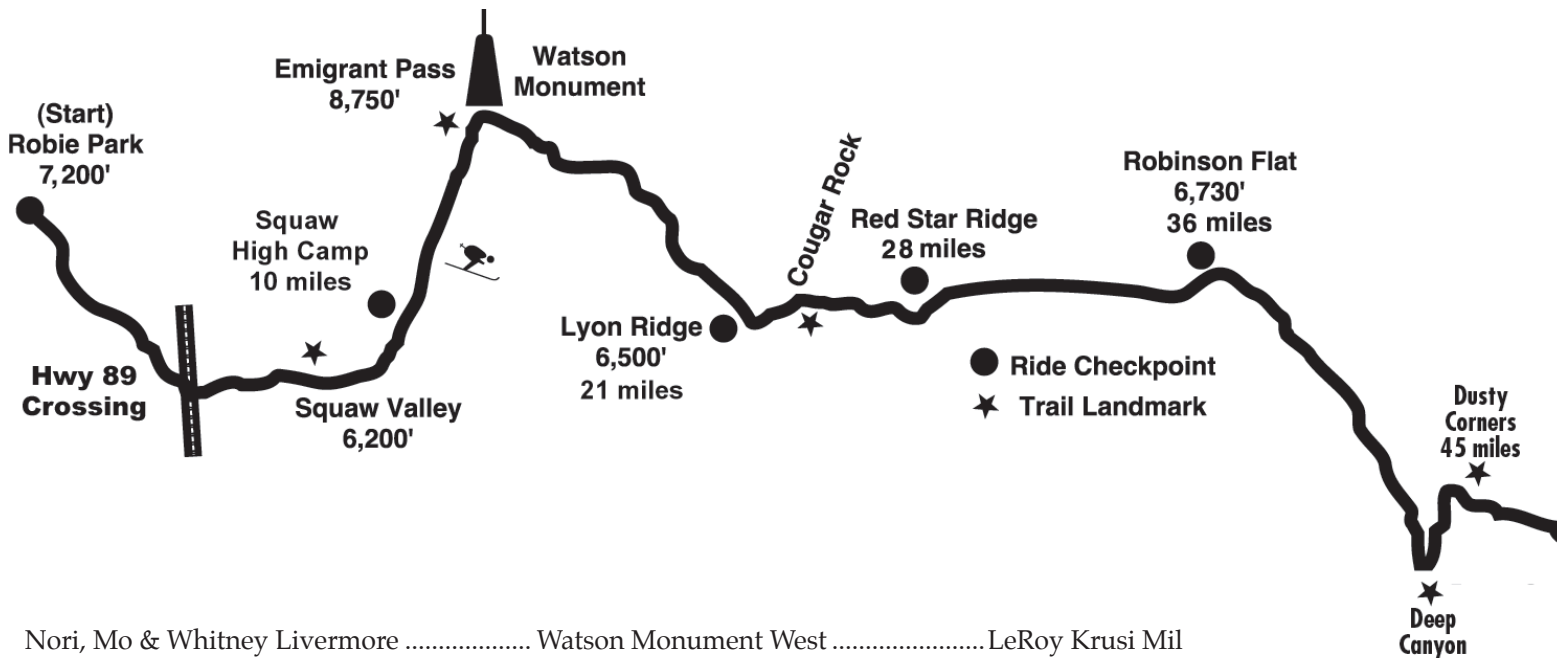 (Start)
Robie Park
7,200'
Emigrant Pass
8,750'
Watson
Monument
Squaw
High Camp
10 miles
Hwy 89
Crossing
Squaw Valley
6,200'
Lyon Ridge
6,500'
21 miles
Cougar Rock
Red Star Ridge
28 miles
Robinson Flat
6,730'
36 miles
Ride Checkpoint
Trail Landmark
Dusty
Corners
45 miles
Deep
Canyon
Nori, Mo & Whitney Livermore ................... Watson Monument West ....................... LeRoy Krusi Mil